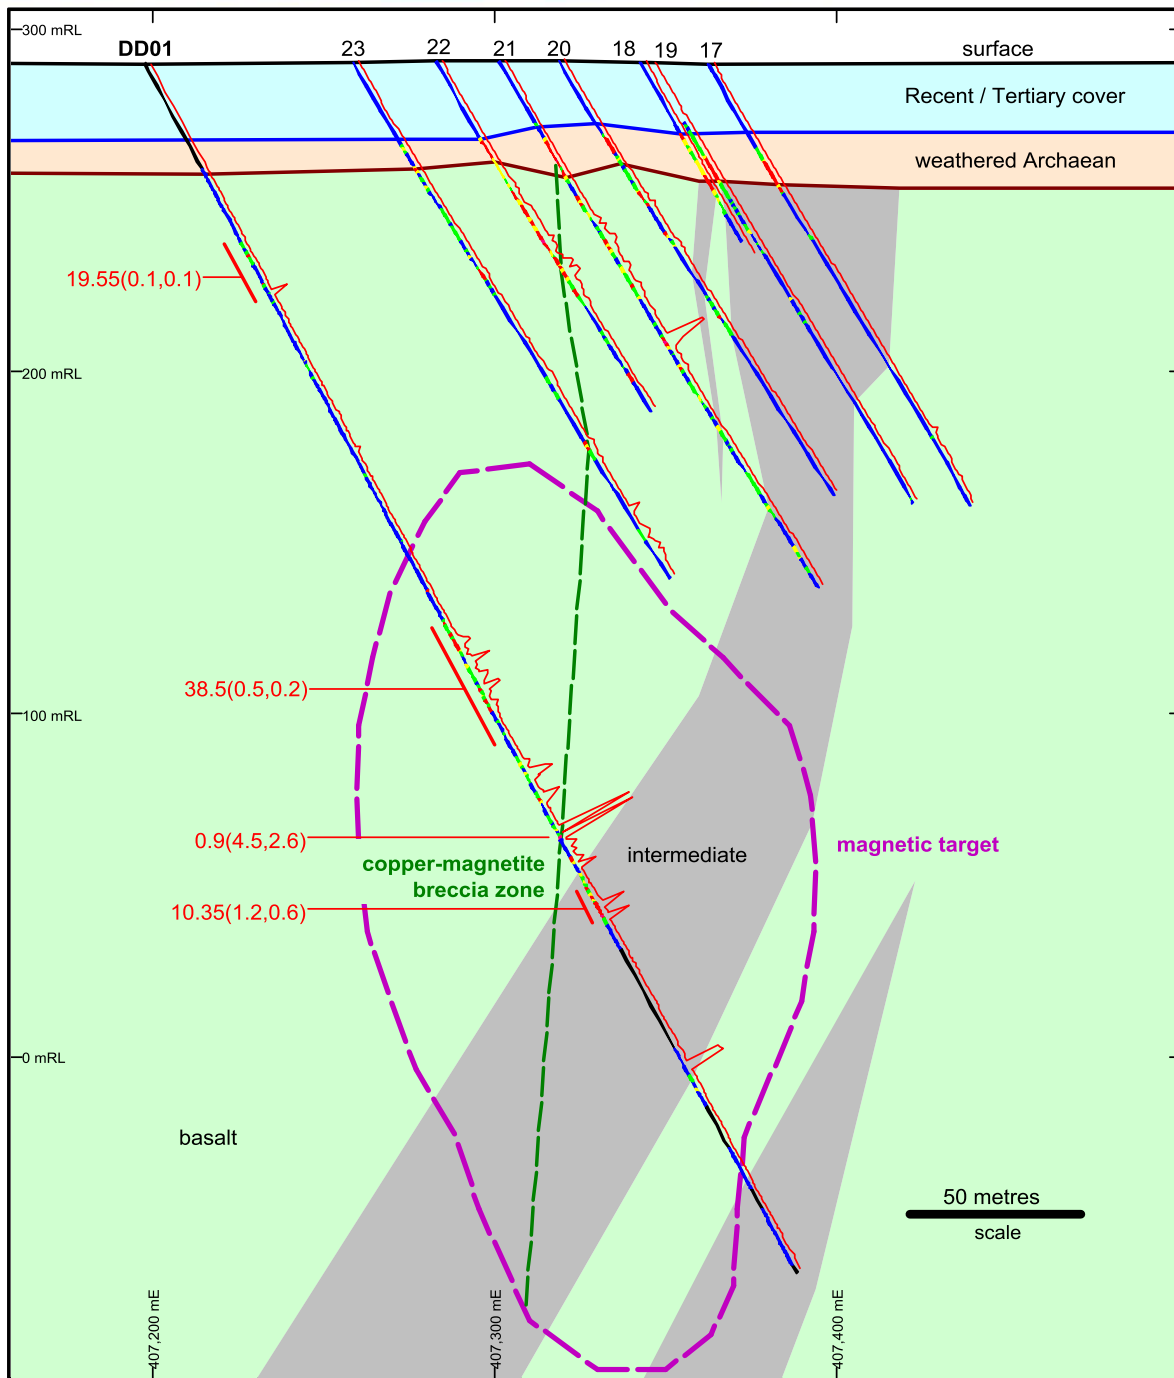 300 mRL
DD01
23
22
21
20
18
19
17
surface
Recent / Tertiary cover
weathered Archaean
19.55(0.1,0.1)
200 mRL
38.5(0.5,0.2)
100 mRL
0.9(4.5,2.6)
copper-magnetite
breccia zone
intermediate
magnetic target
10.35(1.2,0.6)
0 mRL
basalt
50 metres
scale
407,200 mE
407,300 mE
407,400 mE